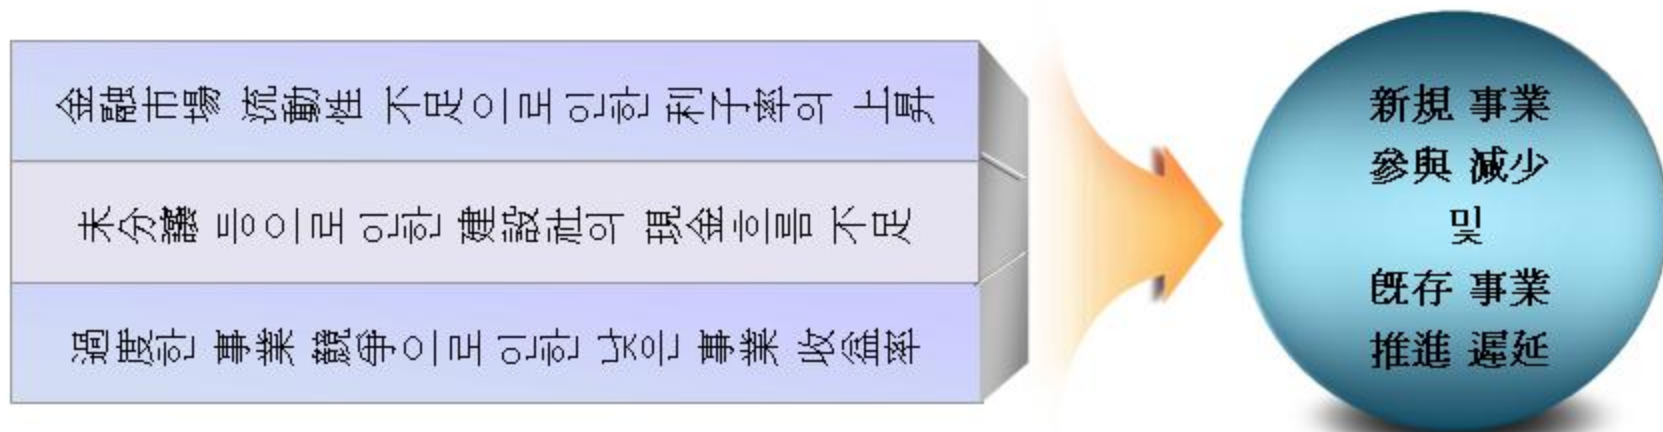 金融市場 流動性 不足으로 인한 利子率의 上昇
未分讓 등으로 인한 建設社의 現金흐름 不足
過度한 事業 競爭으로 인한 낮은 事業 收益率
新規 事業
參與 減少
및
旣存 事業
推進 遲延